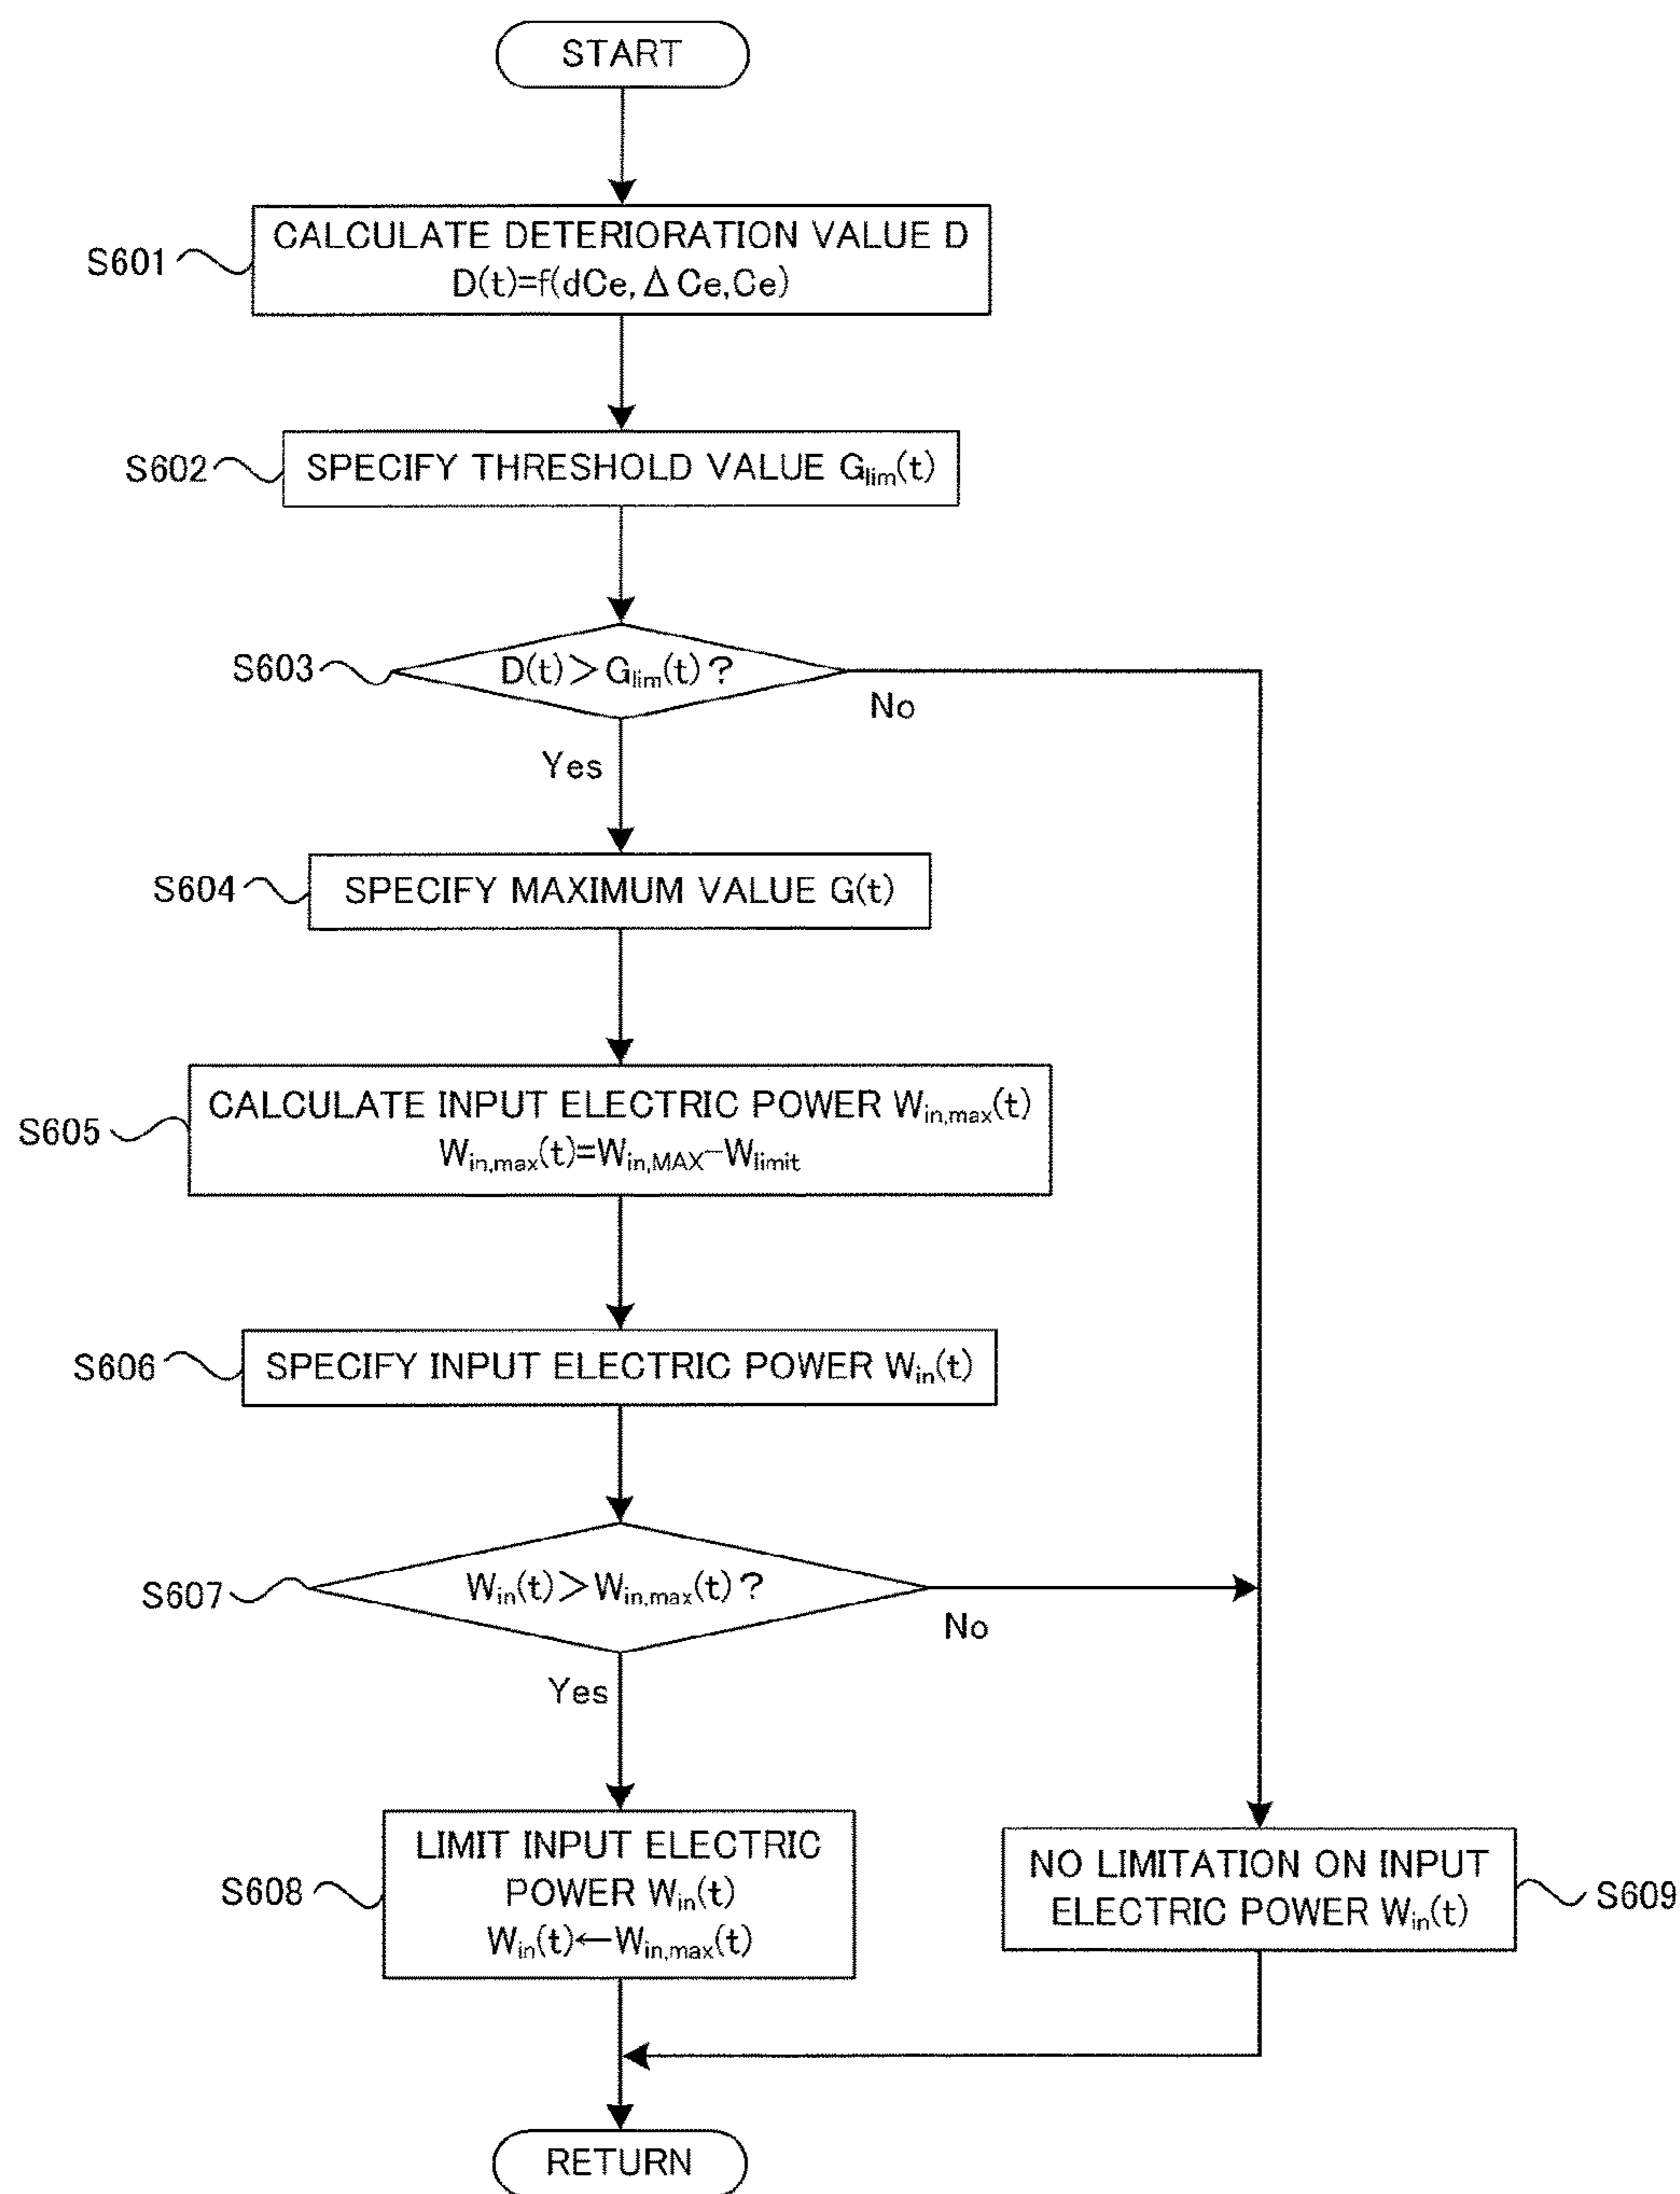 START
S601
CALCULATE DETERIORATION VALUE D
D(t)=f(dCe,ΔCe,Ce)
S602
SPECIFY THRESHOLD VALUE Glim(t)
S603
D(t)>Glim(t)?
No
Yes
S604
SPECIFY MAXIMUM VALUE G(t)
S605
CALCULATE INPUT ELECTRIC POWER Win,max(t)
Win,max(t)=Win,MAX-Wlimit
S606
SPECIFY INPUT ELECTRIC POWER Win(t)
S607
Win(t)>Win,max(t)?
No
Yes
S608
LIMIT INPUT ELECTRIC
POWER Win(t)
Win(t)←Win,max(t)
NO LIMITATION ON INPUT
ELECTRIC POWER Win(t)
S609
RETURN